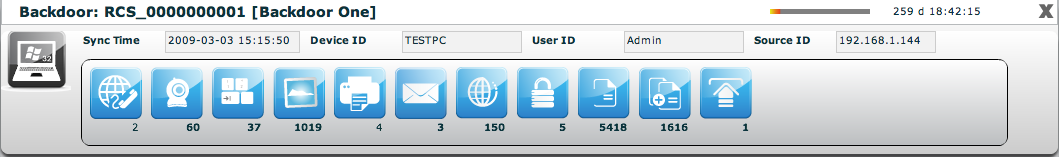 Backdoor: RCS_0000000001 [Backdoor One] 259 d 18:42:15 X
Sync Time 2009-03-03 15:15:50 Device ID TESTPC User ID Admin Source ID 192.168.1.144
32
2 60 37 1019 4 3 150 5 5418 1616 1